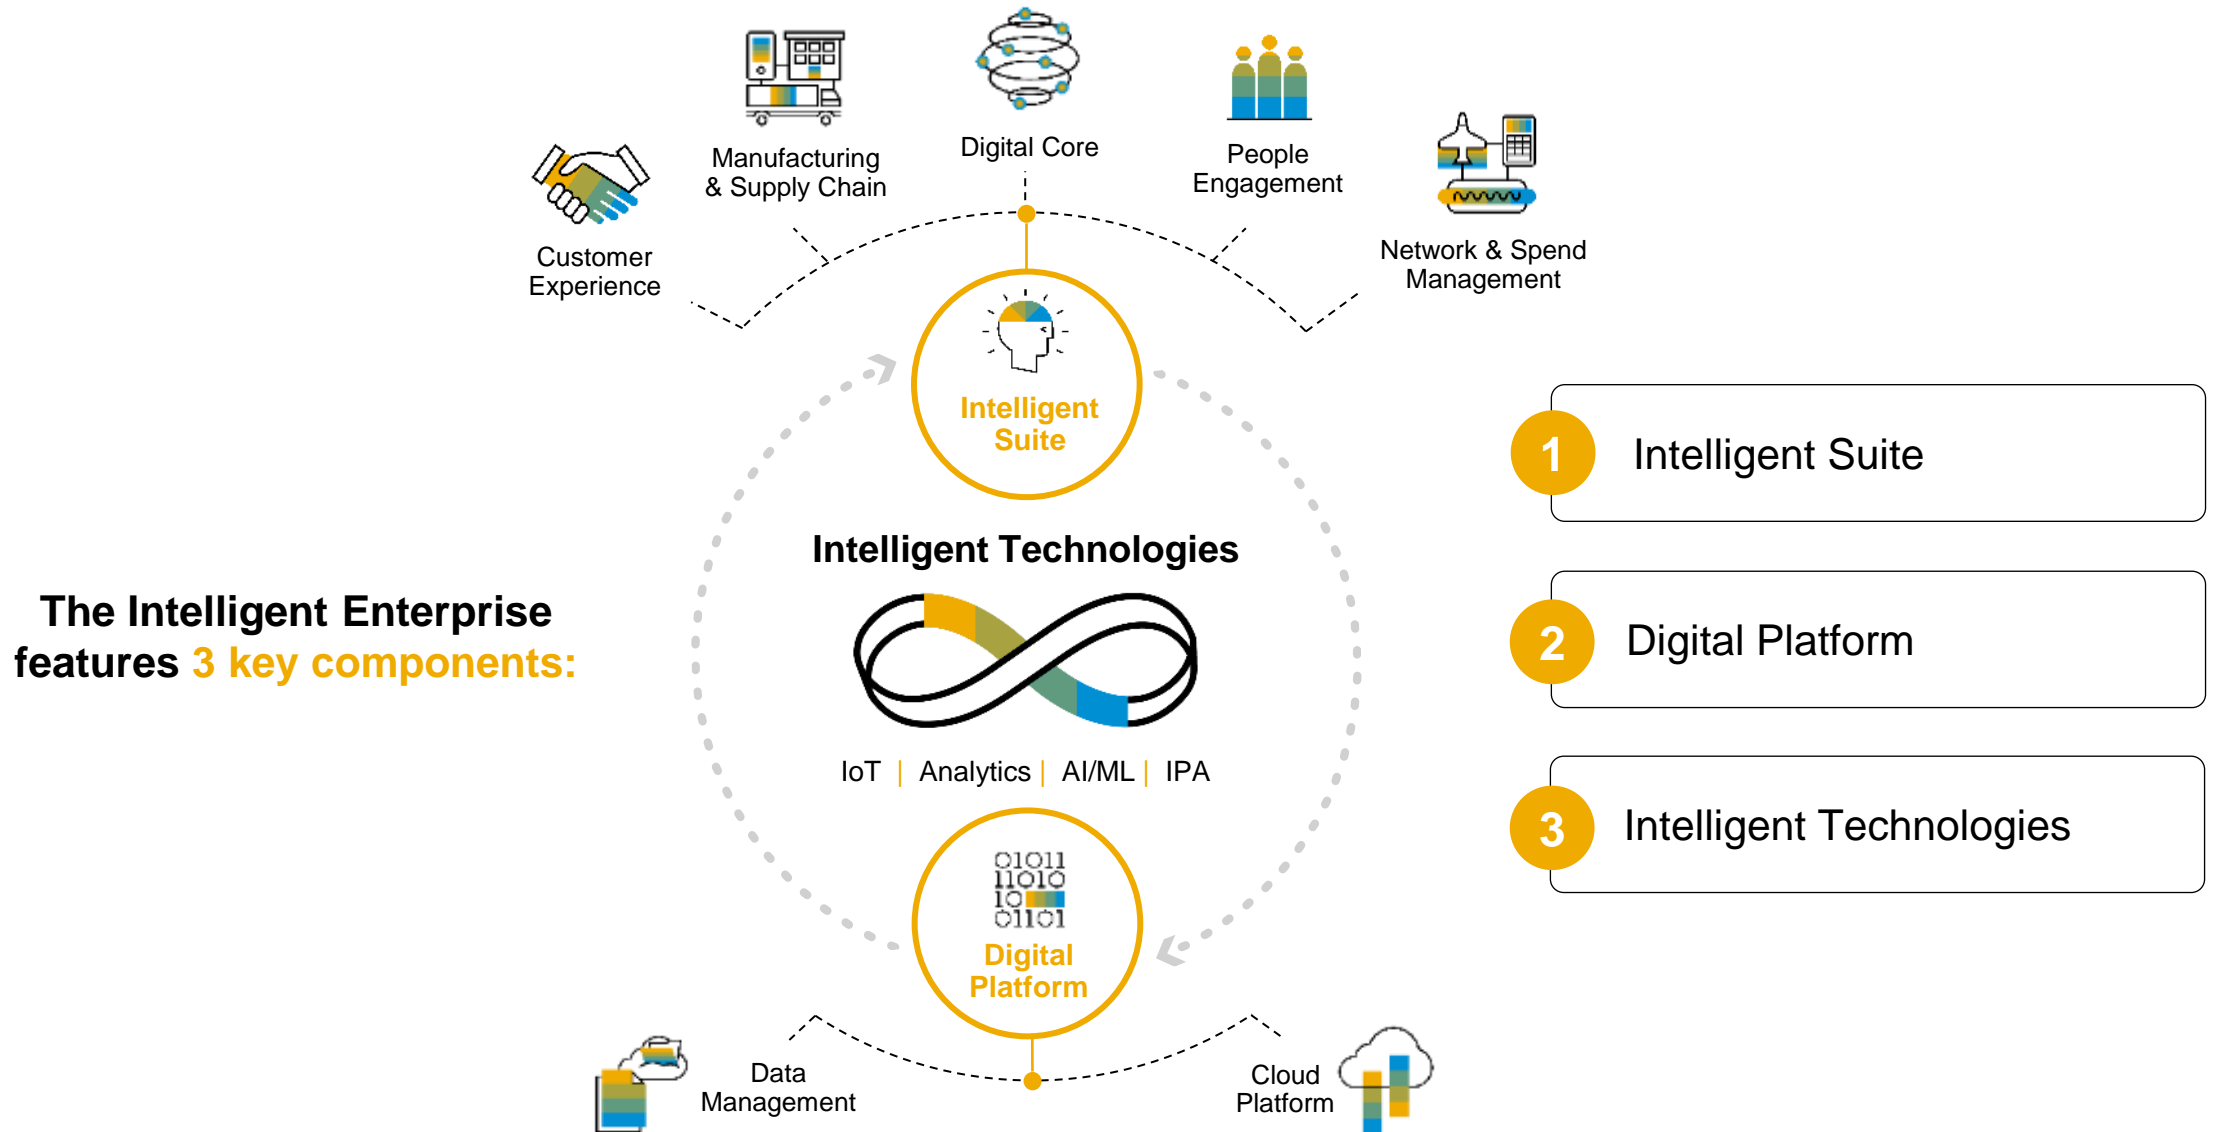 Digital Core
Manufacturing
& Supply Chain
People
Engagement
Customer
Experience
Network & Spend
Management
Intelligent
Suite
Intelligent Technologies
IoT | Analytics | AI/ML | IPA
01011
11010
10
01101
Digital
Platform
Data
Management
Cloud
Platform
The Intelligent Enterprise
features 3 key components:
1 Intelligent Suite
2 Digital Platform
3 Intelligent Technologies